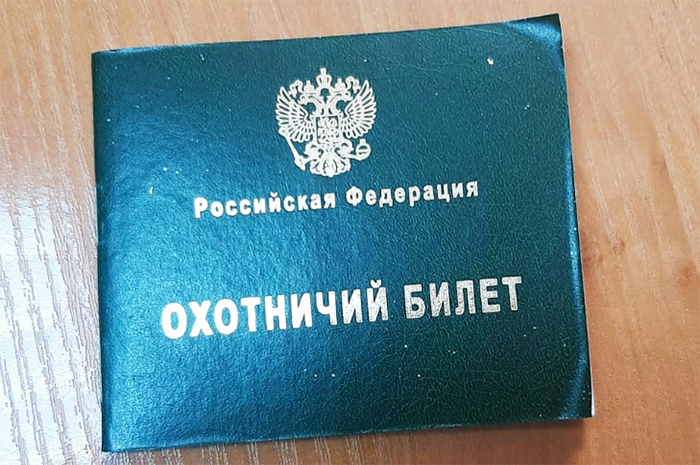 Российская Федерация
ОХОТНИЧИЙ БИЛЕТ